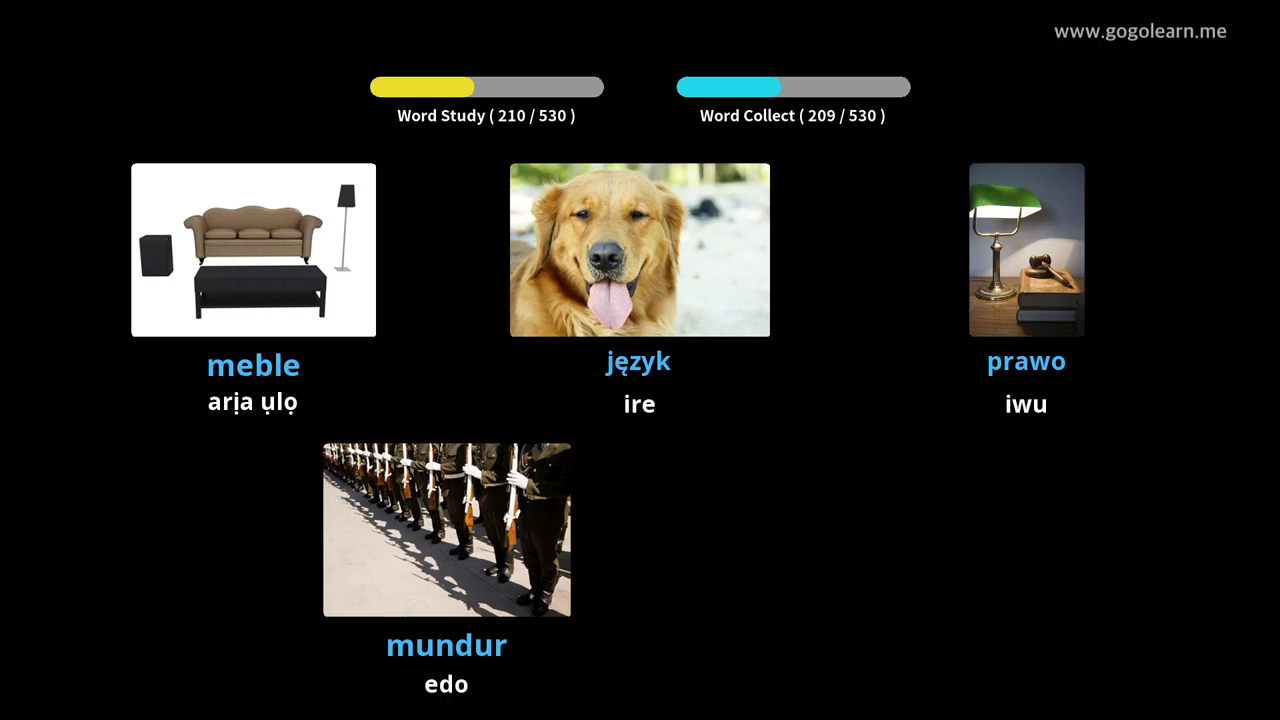 www.gogolearn.me
Word Study ( 210 / 530 )
Word Collect ( 209 / 530 )
meble
arịa ụlọ
język
ire
prawo
iwu
mundur
edo